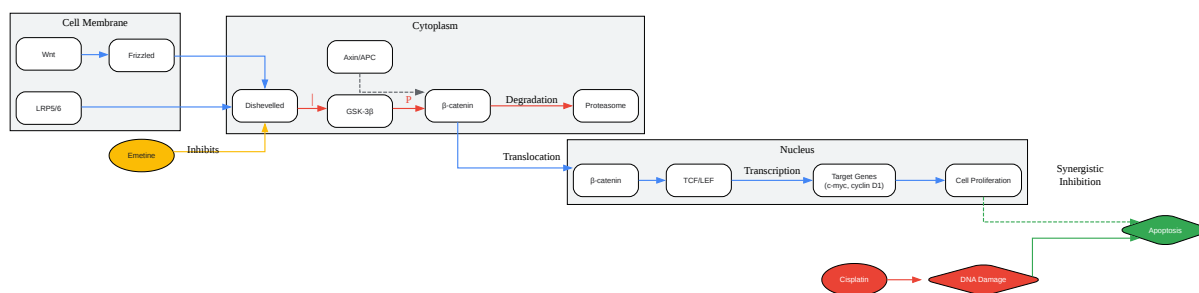 Cell Membrane
Wnt
Frizzled
LRP5/6
Cytoplasm
Axin/APC
Dishevelled
|
GSK-3β
P
β-catenin
Degradation
Proteasome
Emetine
Inhibits
Translocation
Nucleus
β-catenin
TCF/LEF
Transcription
Target Genes
(c-myc, cyclin D1)
Cell Proliferation
Synergistic
Inhibition
Apoptosis
Cisplatin
DNA Damage